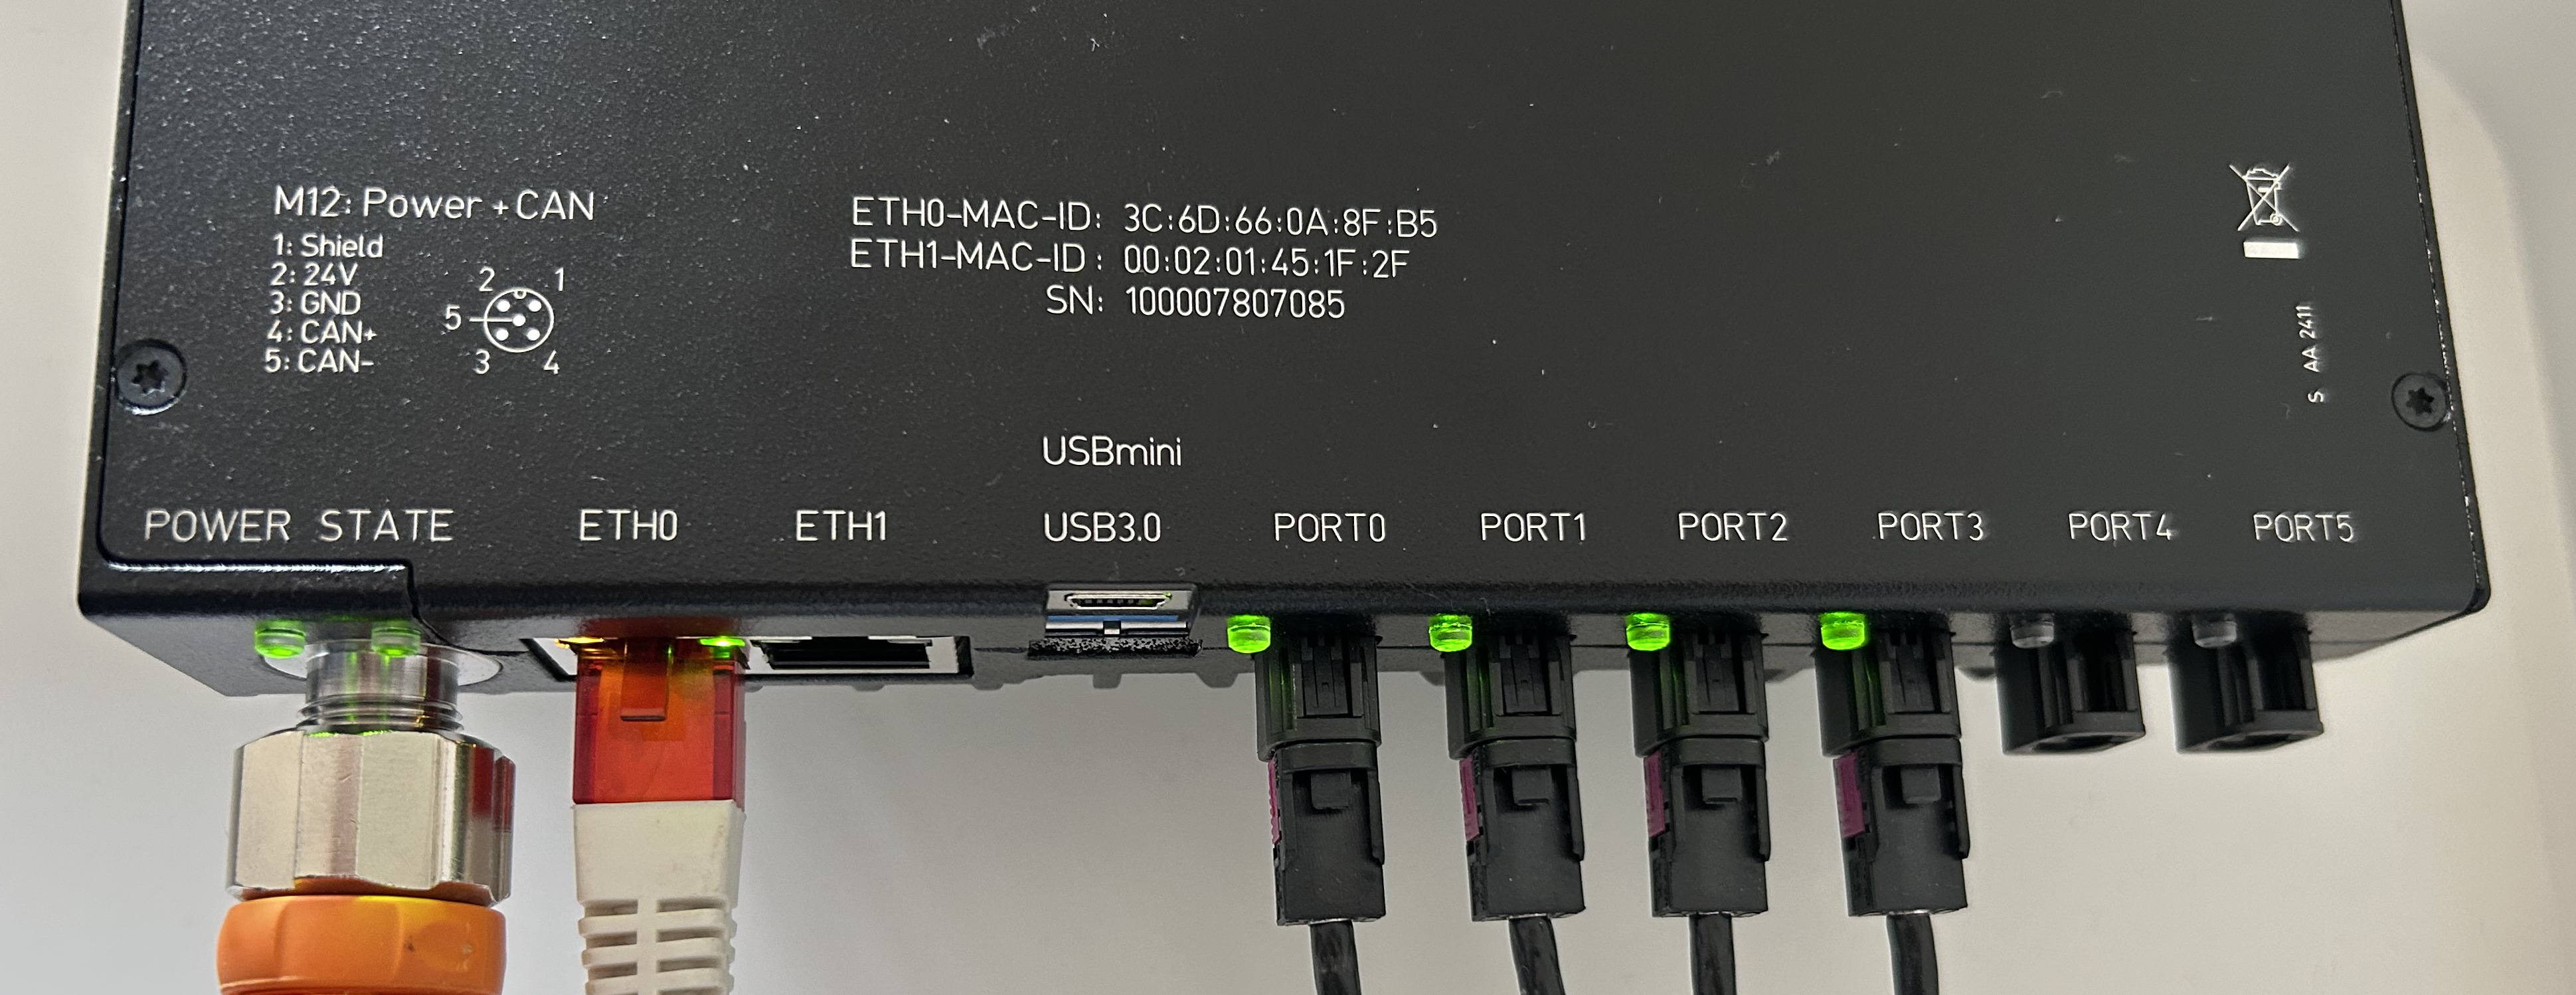 M12: Power + CAN
1: Shield
2: 24V
3: GND
4: CAN+
5: CAN-
2 1
5
3 4
ETH0-MAC-ID: 3C:6D:66:0A:8F:B5
ETH1-MAC-ID: 00:02:01:45:1F:2F
SN: 100007807085
S AA 2411
USBmini
POWER STATE ETH0 ETH1 USB3.0 PORT0 PORT1 PORT2 PORT3 PORT4 PORT5